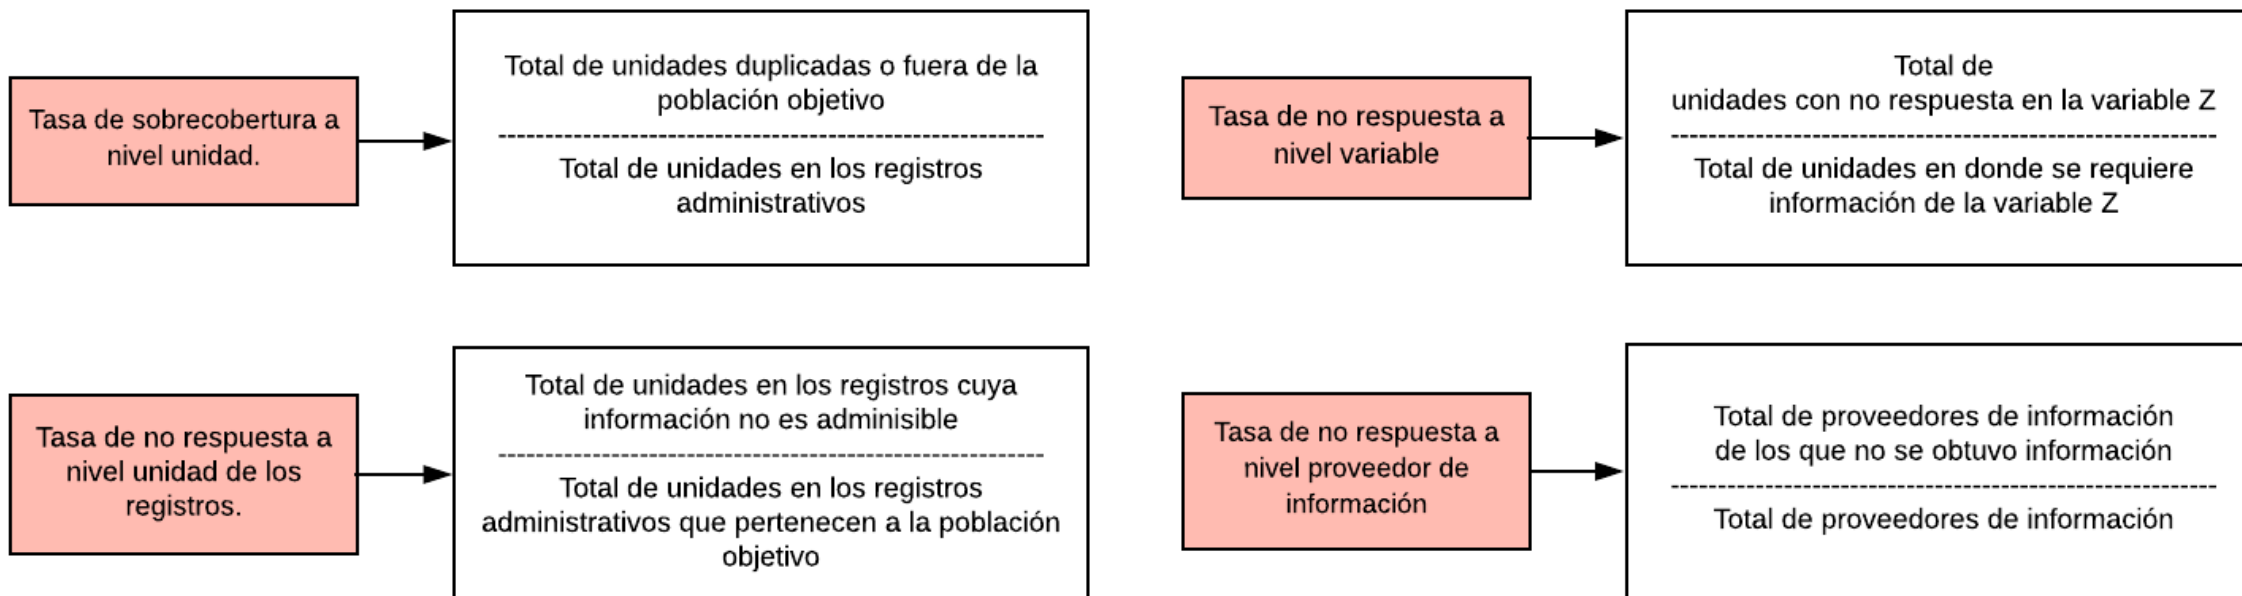 Tasa de sobrecobertura a
nivel unidad.
Total de unidades duplicadas o fuera de la
población objetivo
Total de unidades en los registros
administrativos
Tasa de no respuesta a
nivel variable
Total de
unidades con no respuesta en la variable Z
Total de unidades en donde se requiere
información de la variable Z
Tasa de no respuesta a
nivel unidad de los
registros.
Total de unidades en los registros cuya
información no es adminisible
Total de unidades en los registros
administrativos que pertenecen a la población
objetivo
Tasa de no respuesta a
nivel proveedor de
información
Total de proveedores de información
de los que no se obtuvo información
Total de proveedores de información